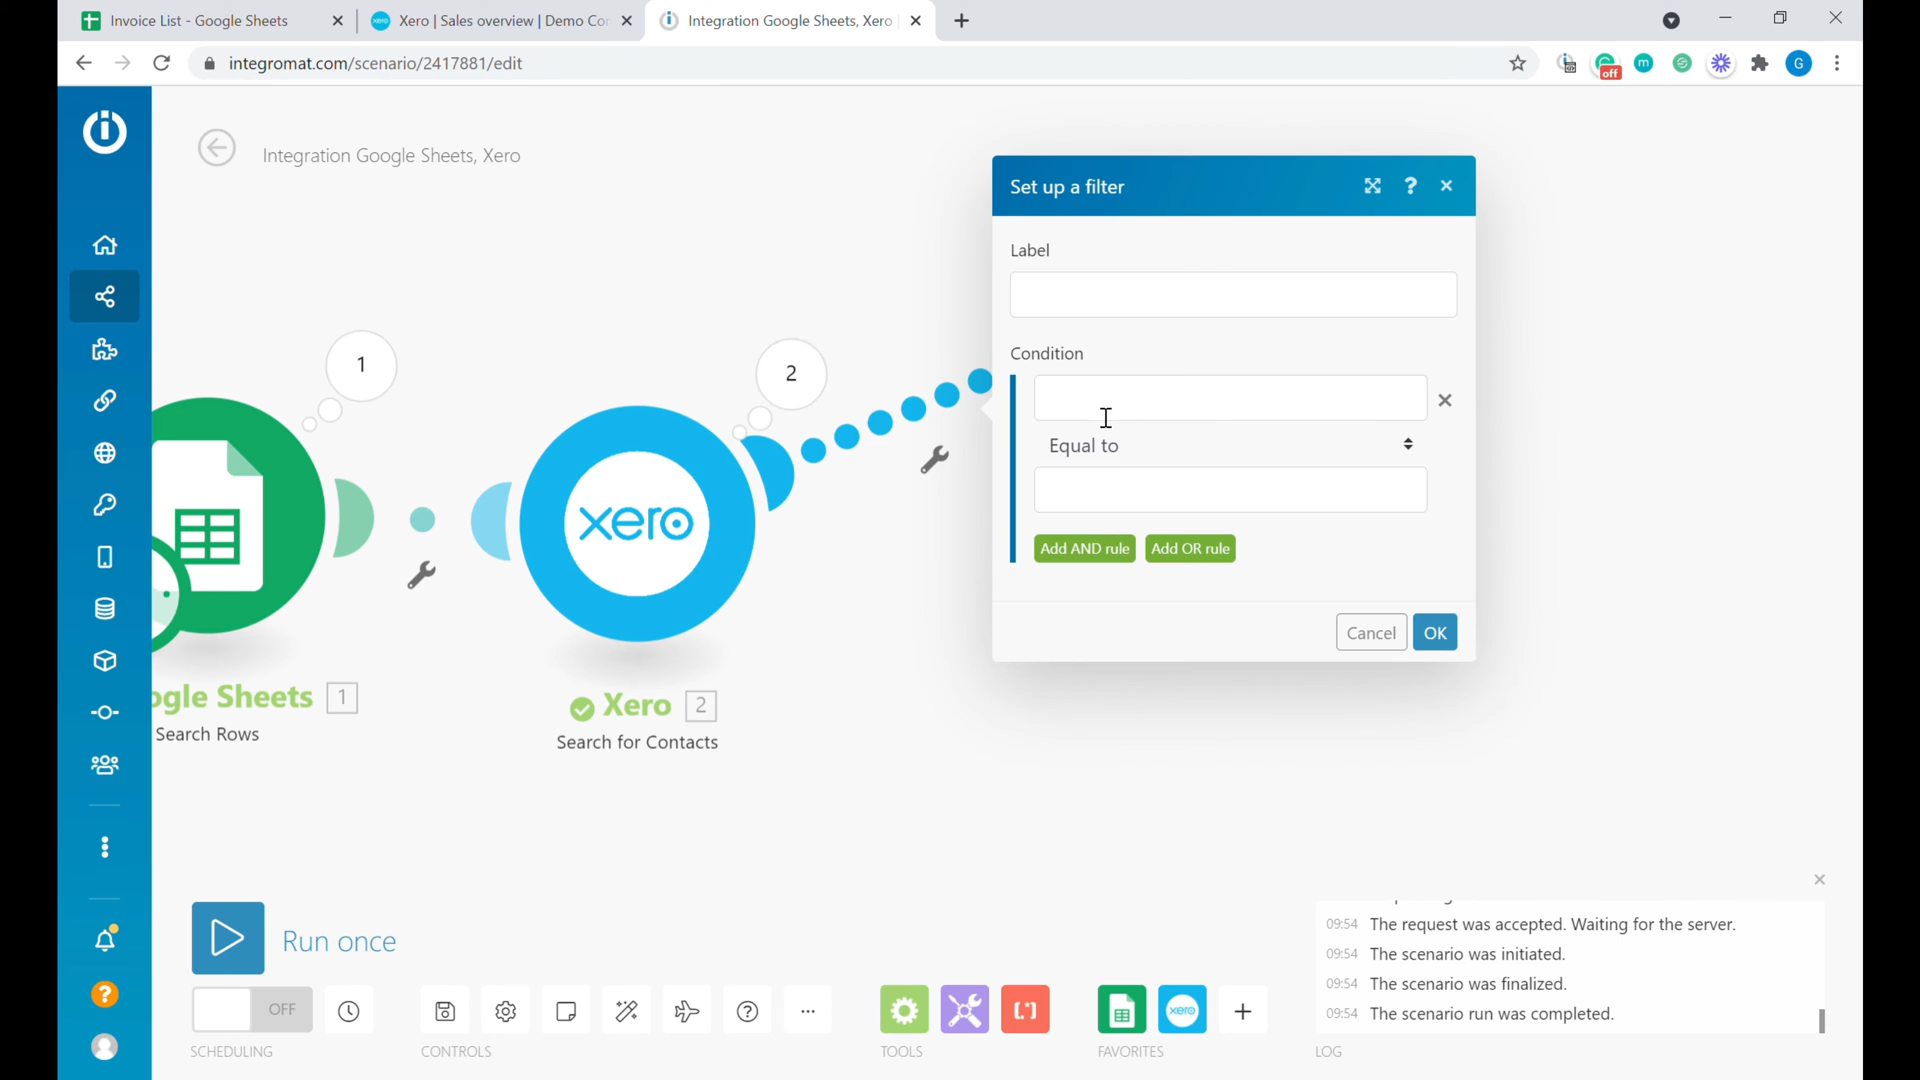 Invoice List - Google Sheets
xero
Xero | Sales overview | Demo Co
Integration Google Sheets, Xero |
integromat.com/scenario/2417881/edit
off
m
G
Integration Google Sheets, Xero
Set up a filter
?
Label
Condition
Equal to
Add AND rule
Add OR rule
Cancel
OK
1
2
xero
ogle Sheets 1
Search Rows
Xero 2
Search for Contacts
Run once
OFF
SCHEDULING
CONTROLS
TOOLS
xero
FAVORITES
09:54 The request was accepted. Waiting for the server.
09:54 The scenario was initiated.
09:54 The scenario was finalized.
09:54 The scenario run was completed.
LOG